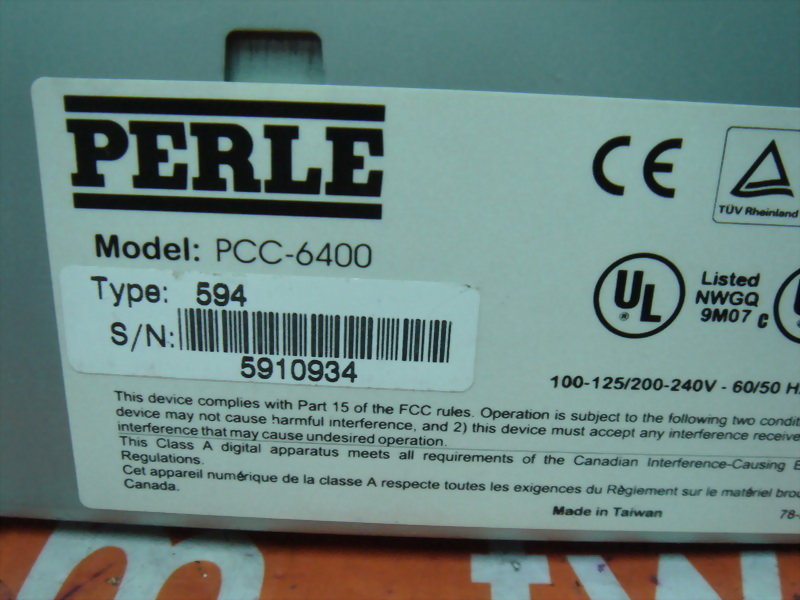 PERLE
Model: PCC-6400
Type: 594
S/N:
5910934
CE
TÜV Rheinland
UL
®
Listed
NWGQ
9M07
c
100-125/200-240V - 60/50
This device complies with Part 15 of the FCC rules. Operation is subject to the following two
device may not cause harmful interference, and 2) this device must accept any interference
interference that may cause undesired operation.
This Class A digital apparatus meets all requirements of the Canadian Interference-Causing
Regulations.
Cet appareil numérique de la classe A respecte toutes les exigences du Règlement sur le matériel
Canada.
Made in Taiwan
78-